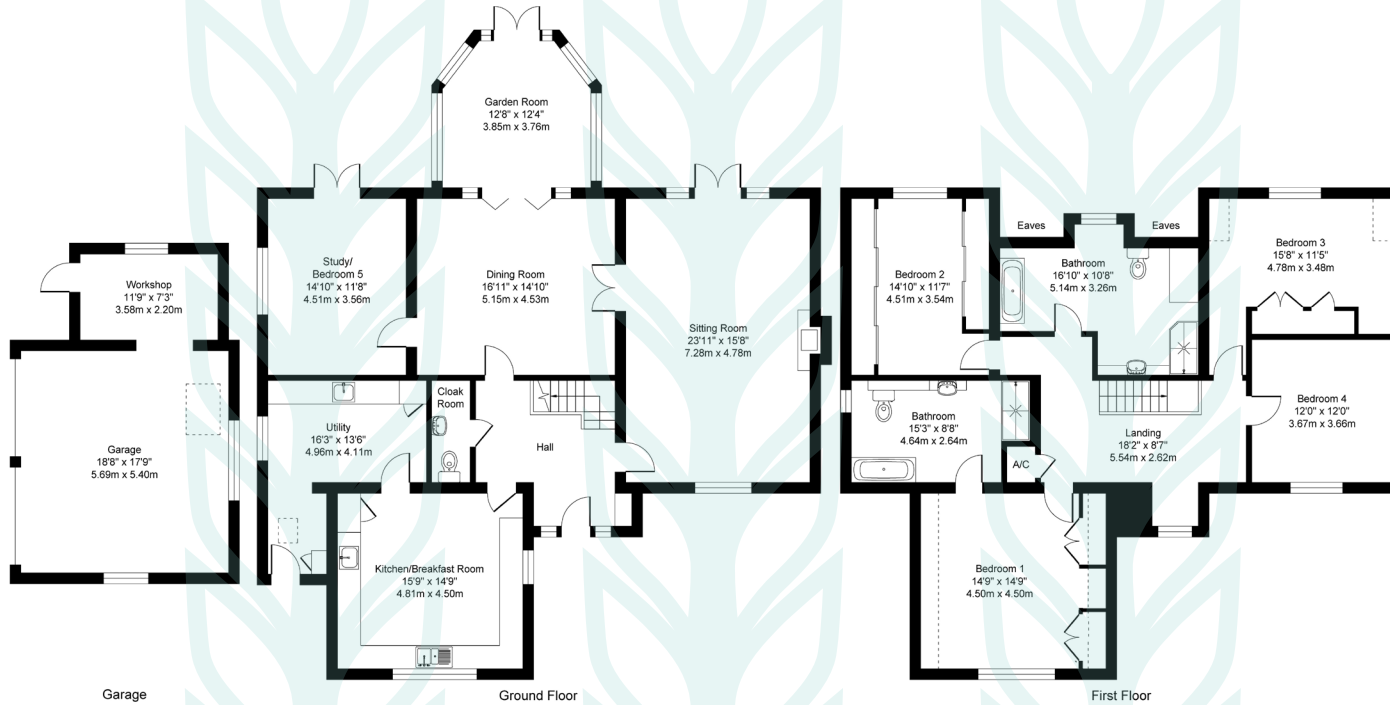 Garden Room
12'8" x 12'4"
3.85m x 3.76m
Study/
Bedroom 5
14'10" x 11'8"
4.51m x 3.56m
Dining Room
16'11" x 14'10"
5.15m x 4.53m
Workshop
11'9" x 7'3"
3.58m x 2.20m
Sitting Room
23'11" x 15'8"
7.28m x 4.78m
Cloak
Room
Utility
16'3" x 13'6"
4.96m x 4.11m
Hall
Garage
18'8" x 17'9"
5.69m x 5.40m
Kitchen/Breakfast Room
15'9" x 14'9"
4.81m x 4.50m
Eaves
Eaves
Bedroom 2
14'10" x 11'7"
4.51m x 3.54m
Bathroom
16'10" x 10'8"
5.14m x 3.26m
Bedroom 3
15'8" x 11'5"
4.78m x 3.48m
Bathroom
15'3" x 8'8"
4.64m x 2.64m
A/C
Landing
18'2" x 8'7"
5.54m x 2.62m
Bedroom 4
12'0" x 12'0"
3.67m x 3.66m
Bedroom 1
14'9" x 14'9"
4.50m x 4.50m
Garage
Ground Floor
First Floor